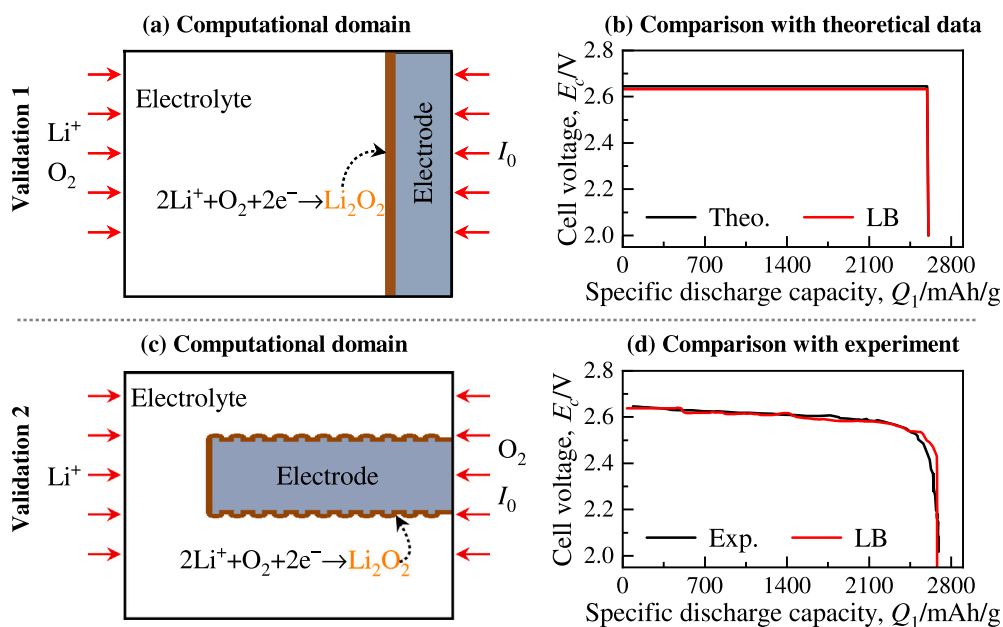 (a) Computational domain
(b) Comparison with theoretical data
Validation 1
Electrolyte
Li⁺
O₂
2Li⁺+O₂+2e⁻→Li₂O₂
Electrode
I₀
Cell voltage, E_c/V
2.8
2.6
2.4
2.2
2.0
Theo.
LB
0
700
1400
2100
2800
Specific discharge capacity, Q₁/mAh/g
(c) Computational domain
(d) Comparison with experiment
Validation 2
Electrolyte
Li⁺
Electrode
O₂
I₀
2Li⁺+O₂+2e⁻→Li₂O₂
Cell voltage, E_c/V
2.8
2.6
2.4
2.2
2.0
Exp.
LB
0
700
1400
2100
2800
Specific discharge capacity, Q₁/mAh/g